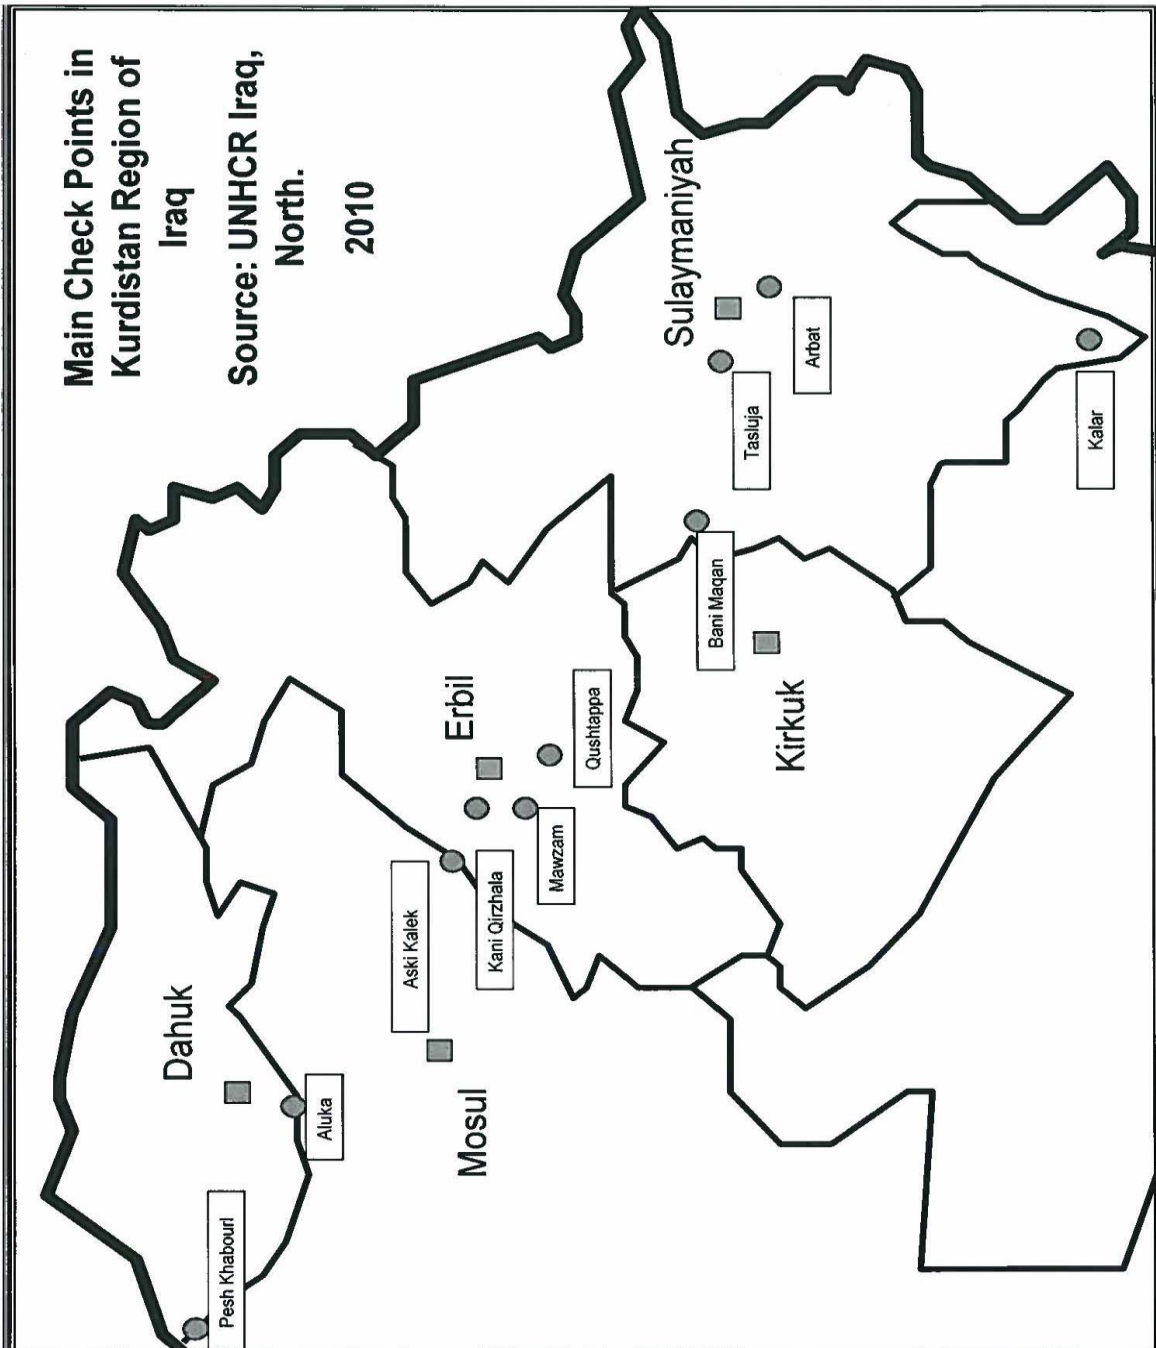 Main Check Points in
Kurdistan Region of
Iraq
Source: UNHCR Iraq,
North.
2010
Pesh Khabourl
Dahuk
Aluka
Mosul
Aski Kalek
Kani Qirzhala
Erbil
Mawzam
Qushtappa
Kirkuk
Bani Maqan
Sulaymaniyah
Tasluja
Arbat
Kalar